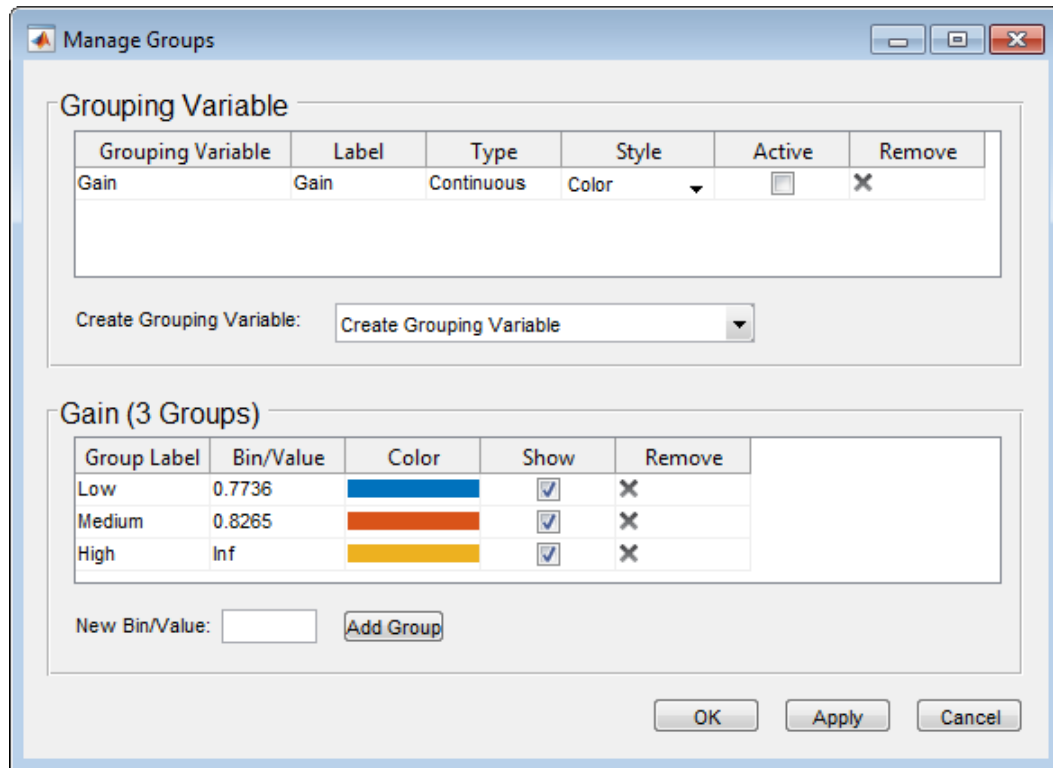 Manage Groups
Grouping Variable
Grouping Variable Label Type Style Active Remove
Gain Gain Continuous Color
Create Grouping Variable: Create Grouping Variable
Gain (3 Groups)
Group Label Bin/Value Color Show Remove
Low 0.7736
Medium 0.8265
High Inf
New Bin/Value: Add Group
OK Apply Cancel